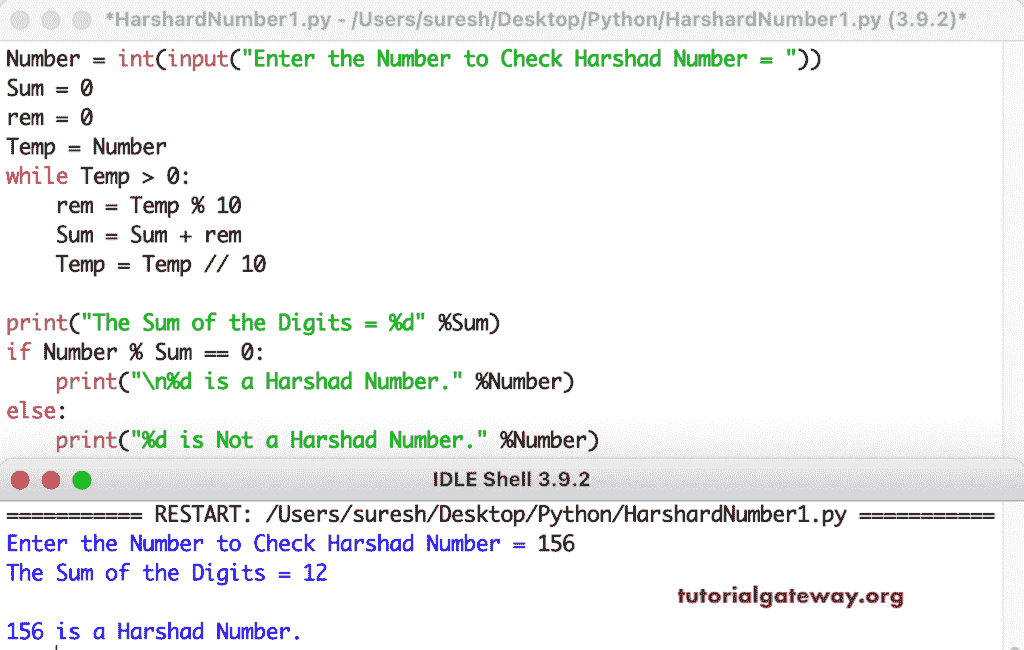 *HarshardNumber1.py - /Users/suresh/Desktop/Python/HarshardNumber1.py (3.9.2)*
Number = int(input("Enter the Number to Check Harshad Number = "))
Sum = 0
rem = 0
Temp = Number
while Temp > 0:
    rem = Temp % 10
    Sum = Sum + rem
    Temp = Temp // 10

print("The Sum of the Digits = %d" %Sum)
if Number % Sum == 0:
    print("\n%d is a Harshad Number." %Number)
else:
    print("%d is Not a Harshad Number." %Number)
IDLE Shell 3.9.2
=========== RESTART: /Users/suresh/Desktop/Python/HarshardNumber1.py ===========
Enter the Number to Check Harshad Number = 156
The Sum of the Digits = 12
tutorialgateway.org
156 is a Harshad Number.